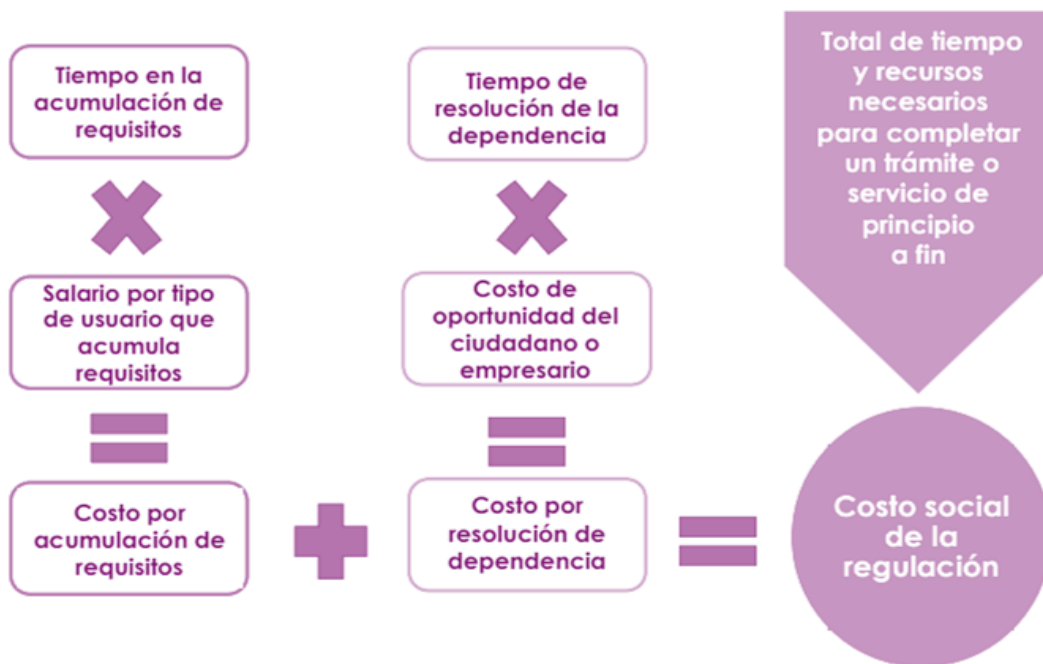 Tiempo en la
acumulación de
requisitos
Salario por tipo
de usuario que
acumula
requisitos
Costo por
acumulación de
requisitos
Tiempo de
resolución de la
dependencia
Costo de
oportunidad del
ciudadano o
empresario
Costo por
resolución de
dependencia
Total de tiempo
y recursos
necesarios
para completar
un trámite o
servicio de
principio
a fin
Costo social
de la
regulación